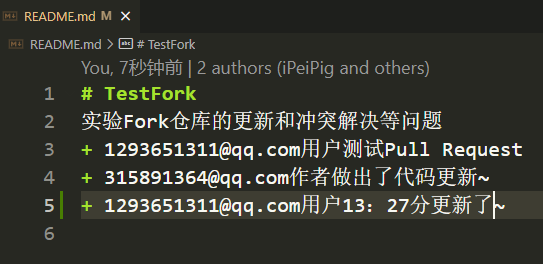 README.md M ×
README.md > # TestFork
You, 7秒钟前 | 2 authors (iPeiPig and others)
1 # TestFork
2 实验Fork仓库的更新和冲突解决等问题
3 + 1293651311@qq.com用户测试Pull Request
4 + 315891364@qq.com作者做出了代码更新~
5 + 1293651311@qq.com用户13：27分更新了~
6